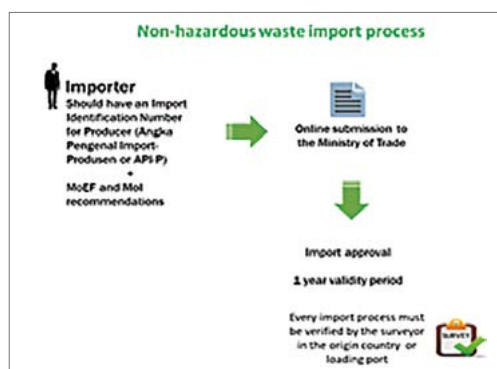 Non-hazardous waste import process
Importer
Should have an Import
Identification Number
for Producer (Angka
Pengenal Import-
Produsen or API-P)
+
MoEF and MoI
recommendations
Online submission to
the Ministry of Trade
Import approval
1 year validity period
Every import process must
be verified by the surveyor
in the origin country or
loading port
SURVEY